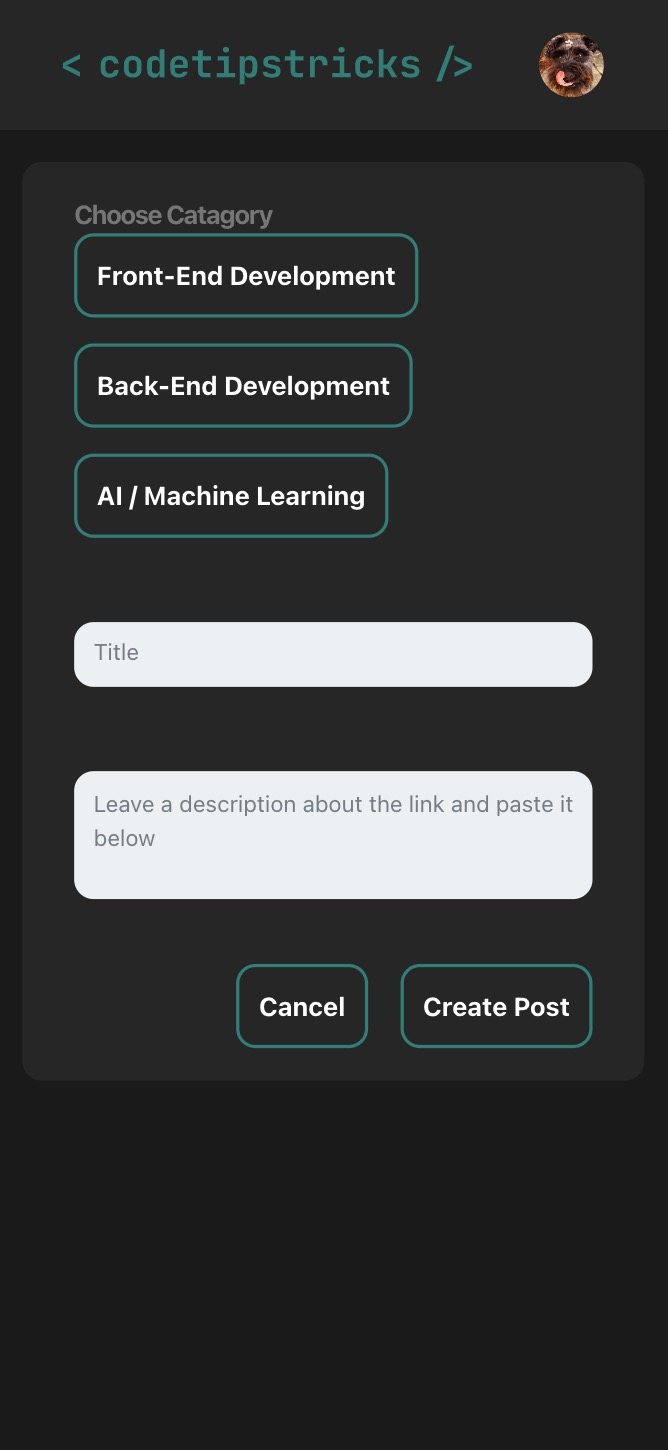 < codetipstricks />
Choose Catagory
Front-End Development
Back-End Development
AI / Machine Learning
Title
Leave a description about the link and paste it
below
Cancel Create Post